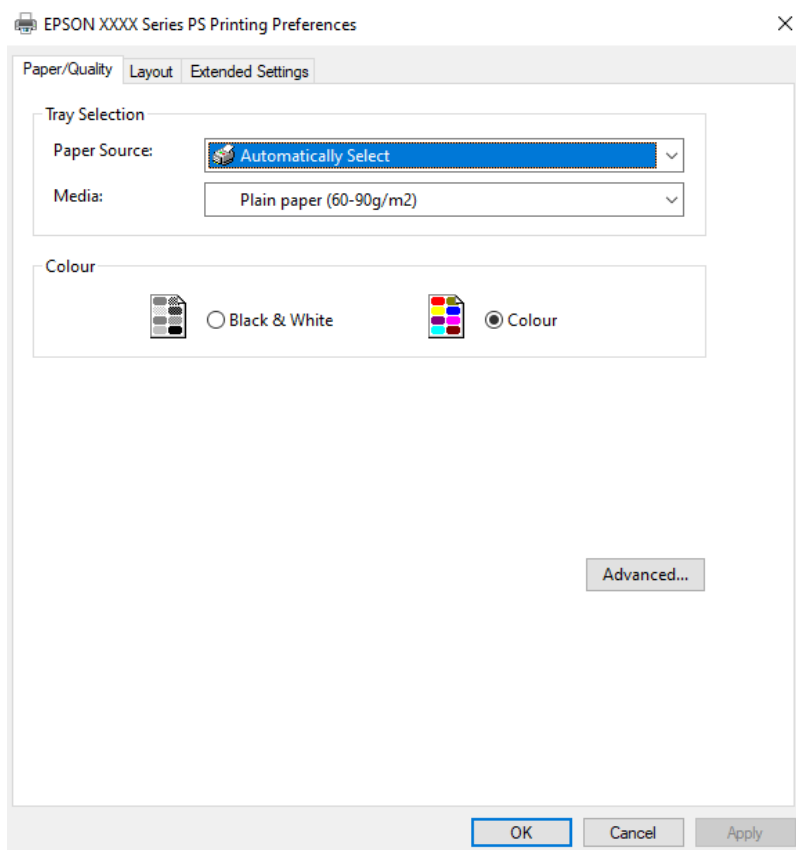 EPSON XXXX Series PS Printing Preferences
Paper/Quality Layout Extended Settings
Tray Selection
Paper Source: Automatically Select
Media: Plain paper (60-90g/m2)
Colour
Black & White Colour
Advanced...
OK Cancel Apply